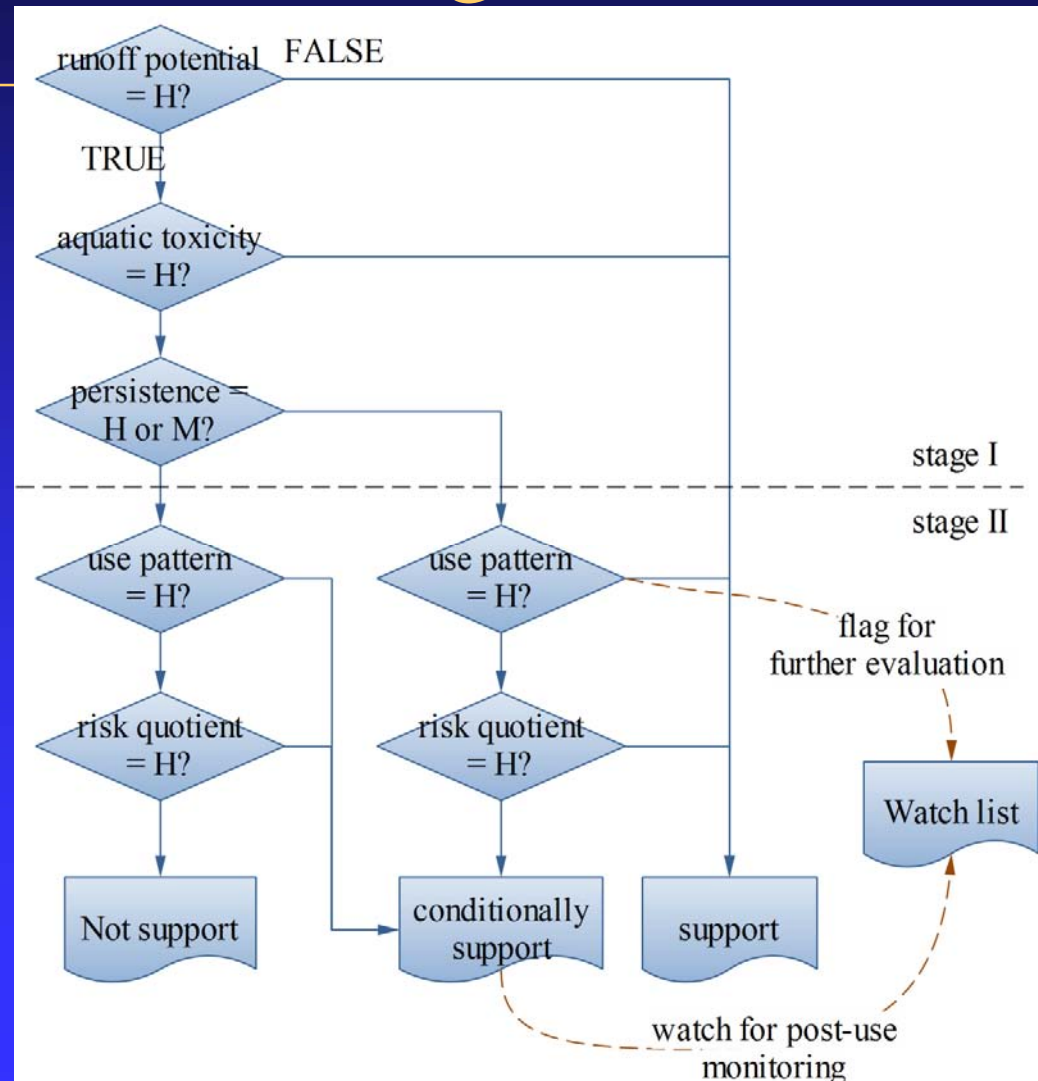 runoff potential
= H?
FALSE
TRUE
aquatic toxicity
= H?
persistence =
H or M?
stage I
stage II
use pattern
= H?
use pattern
= H?
flag for
further evaluation
risk quotient
= H?
risk quotient
= H?
Watch list
Not support
conditionally
support
support
watch for post-use
monitoring